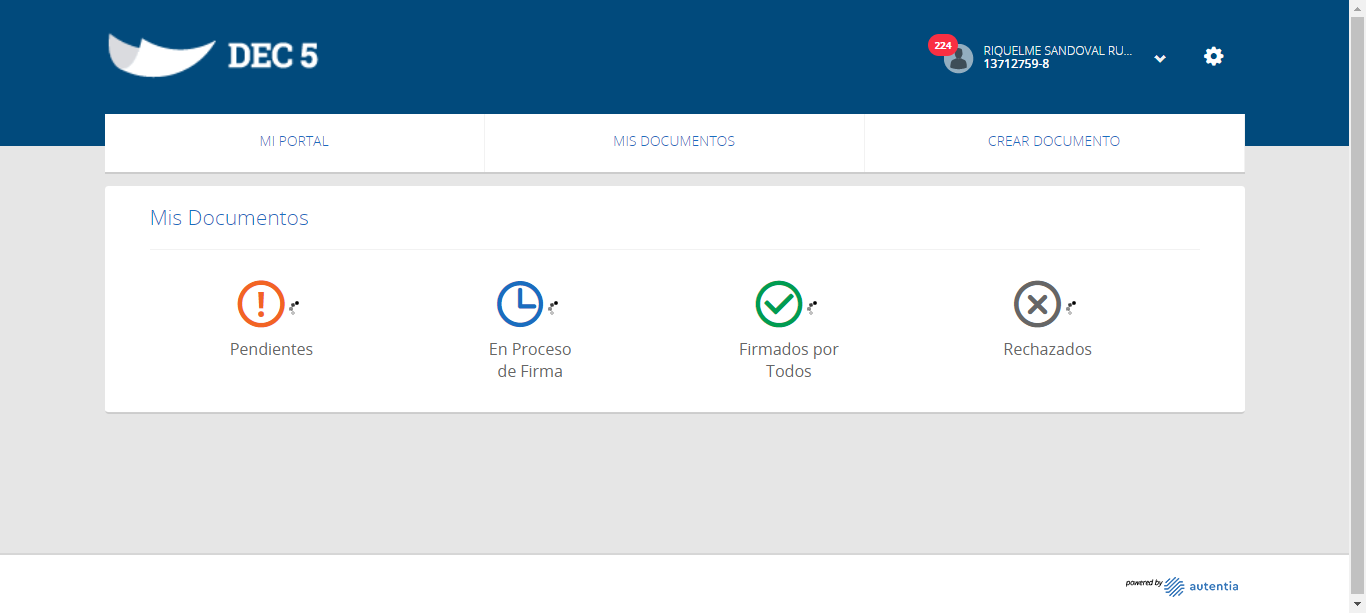 DEC 5
224
RIQUELME SANDOVAL RU...
13712759-8
MI PORTAL
MIS DOCUMENTOS
CREAR DOCUMENTO
Mis Documentos
Pendientes
En Proceso
de Firma
Firmados por
Todos
Rechazados
powered by autentia